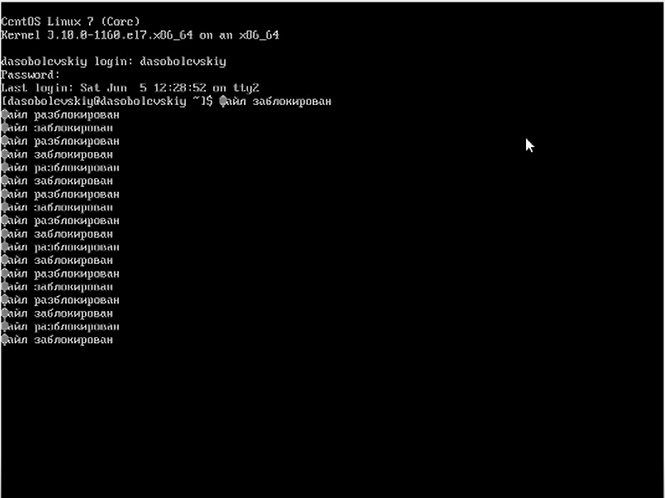 CentOS Linux 7 (Core)
Kernel 3.10.0-1160.el7.x86_64 on an x86_64
dasobolevskiy login: dasobolevskiy
Password:
Last login: Sat Jun  5 12:28:52 on tty2
[dasobolevskiy@dasobolevskiy ~]$ Файл заблокирован
Файл разблокирован
Файл заблокирован
Файл разблокирован
Файл заблокирован
Файл разблокирован
Файл заблокирован
Файл разблокирован
Файл заблокирован
Файл разблокирован
Файл заблокирован
Файл разблокирован
Файл заблокирован
Файл разблокирован
Файл заблокирован
Файл разблокирован
Файл заблокирован
Файл разблокирован
Файл заблокирован